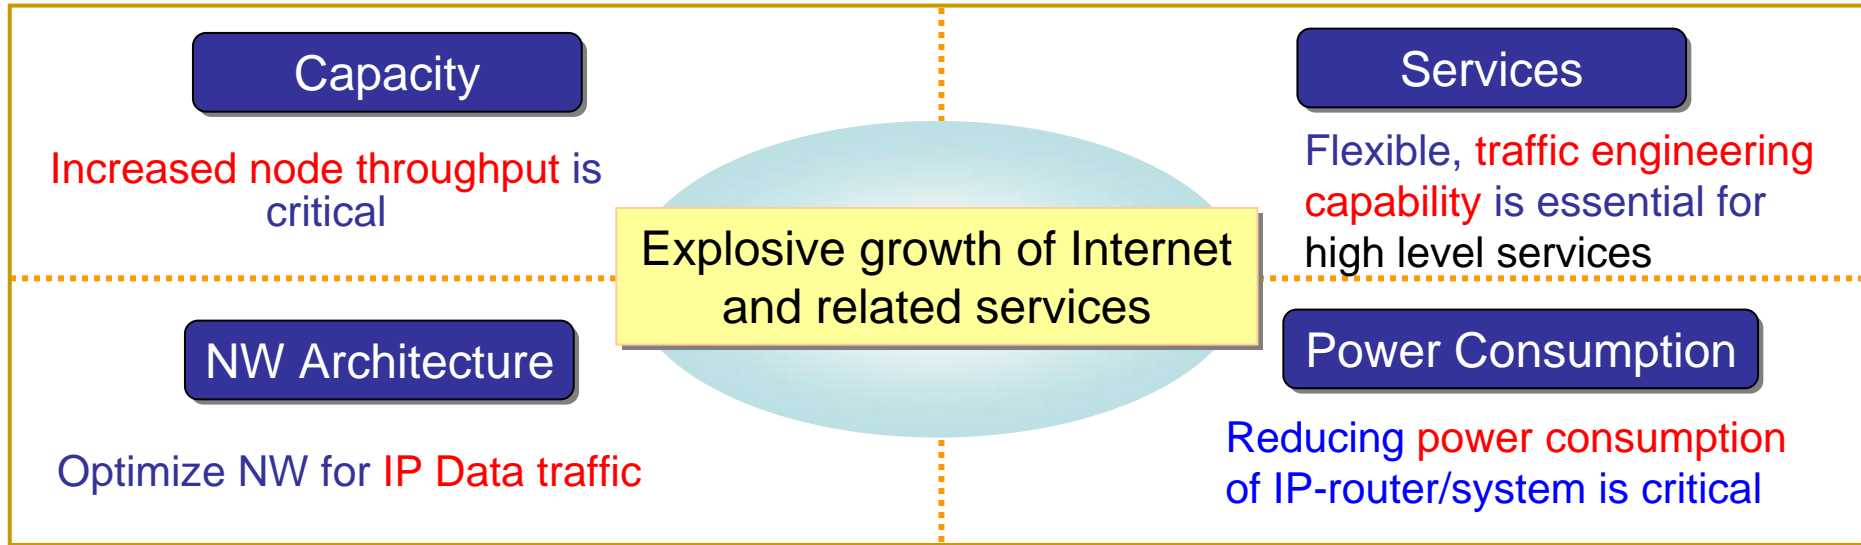 Capacity
Increased node throughput is
critical
Services
Flexible, traffic engineering
capability is essential for
high level services
Explosive growth of Internet
and related services
NW Architecture
Optimize NW for IP Data traffic
Power Consumption
Reducing power consumption
of IP-router/system is critical